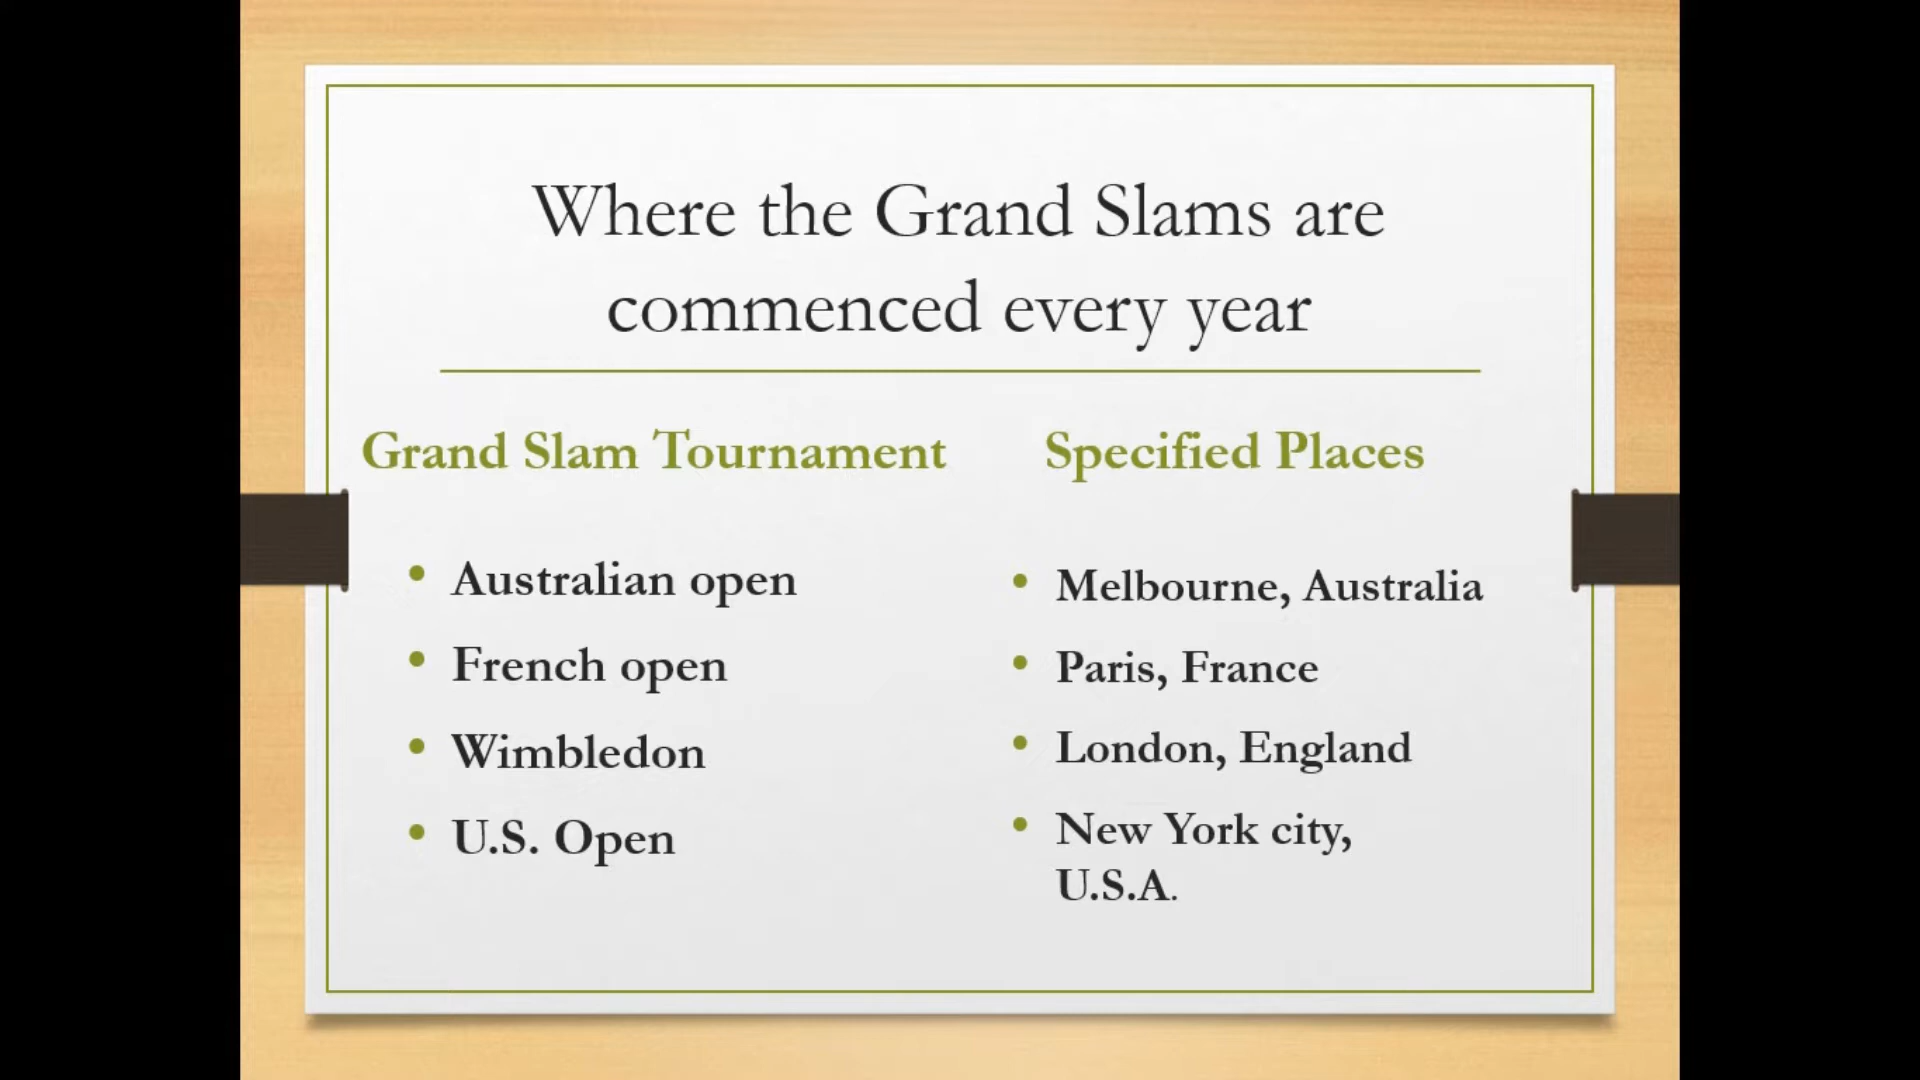 Where the Grand Slams are
commenced every year
Grand Slam Tournament
Australian open
French open
Wimbledon
U.S. Open
Specified Places
Melbourne, Australia
Paris, France
London, England
New York city,
U.S.A.